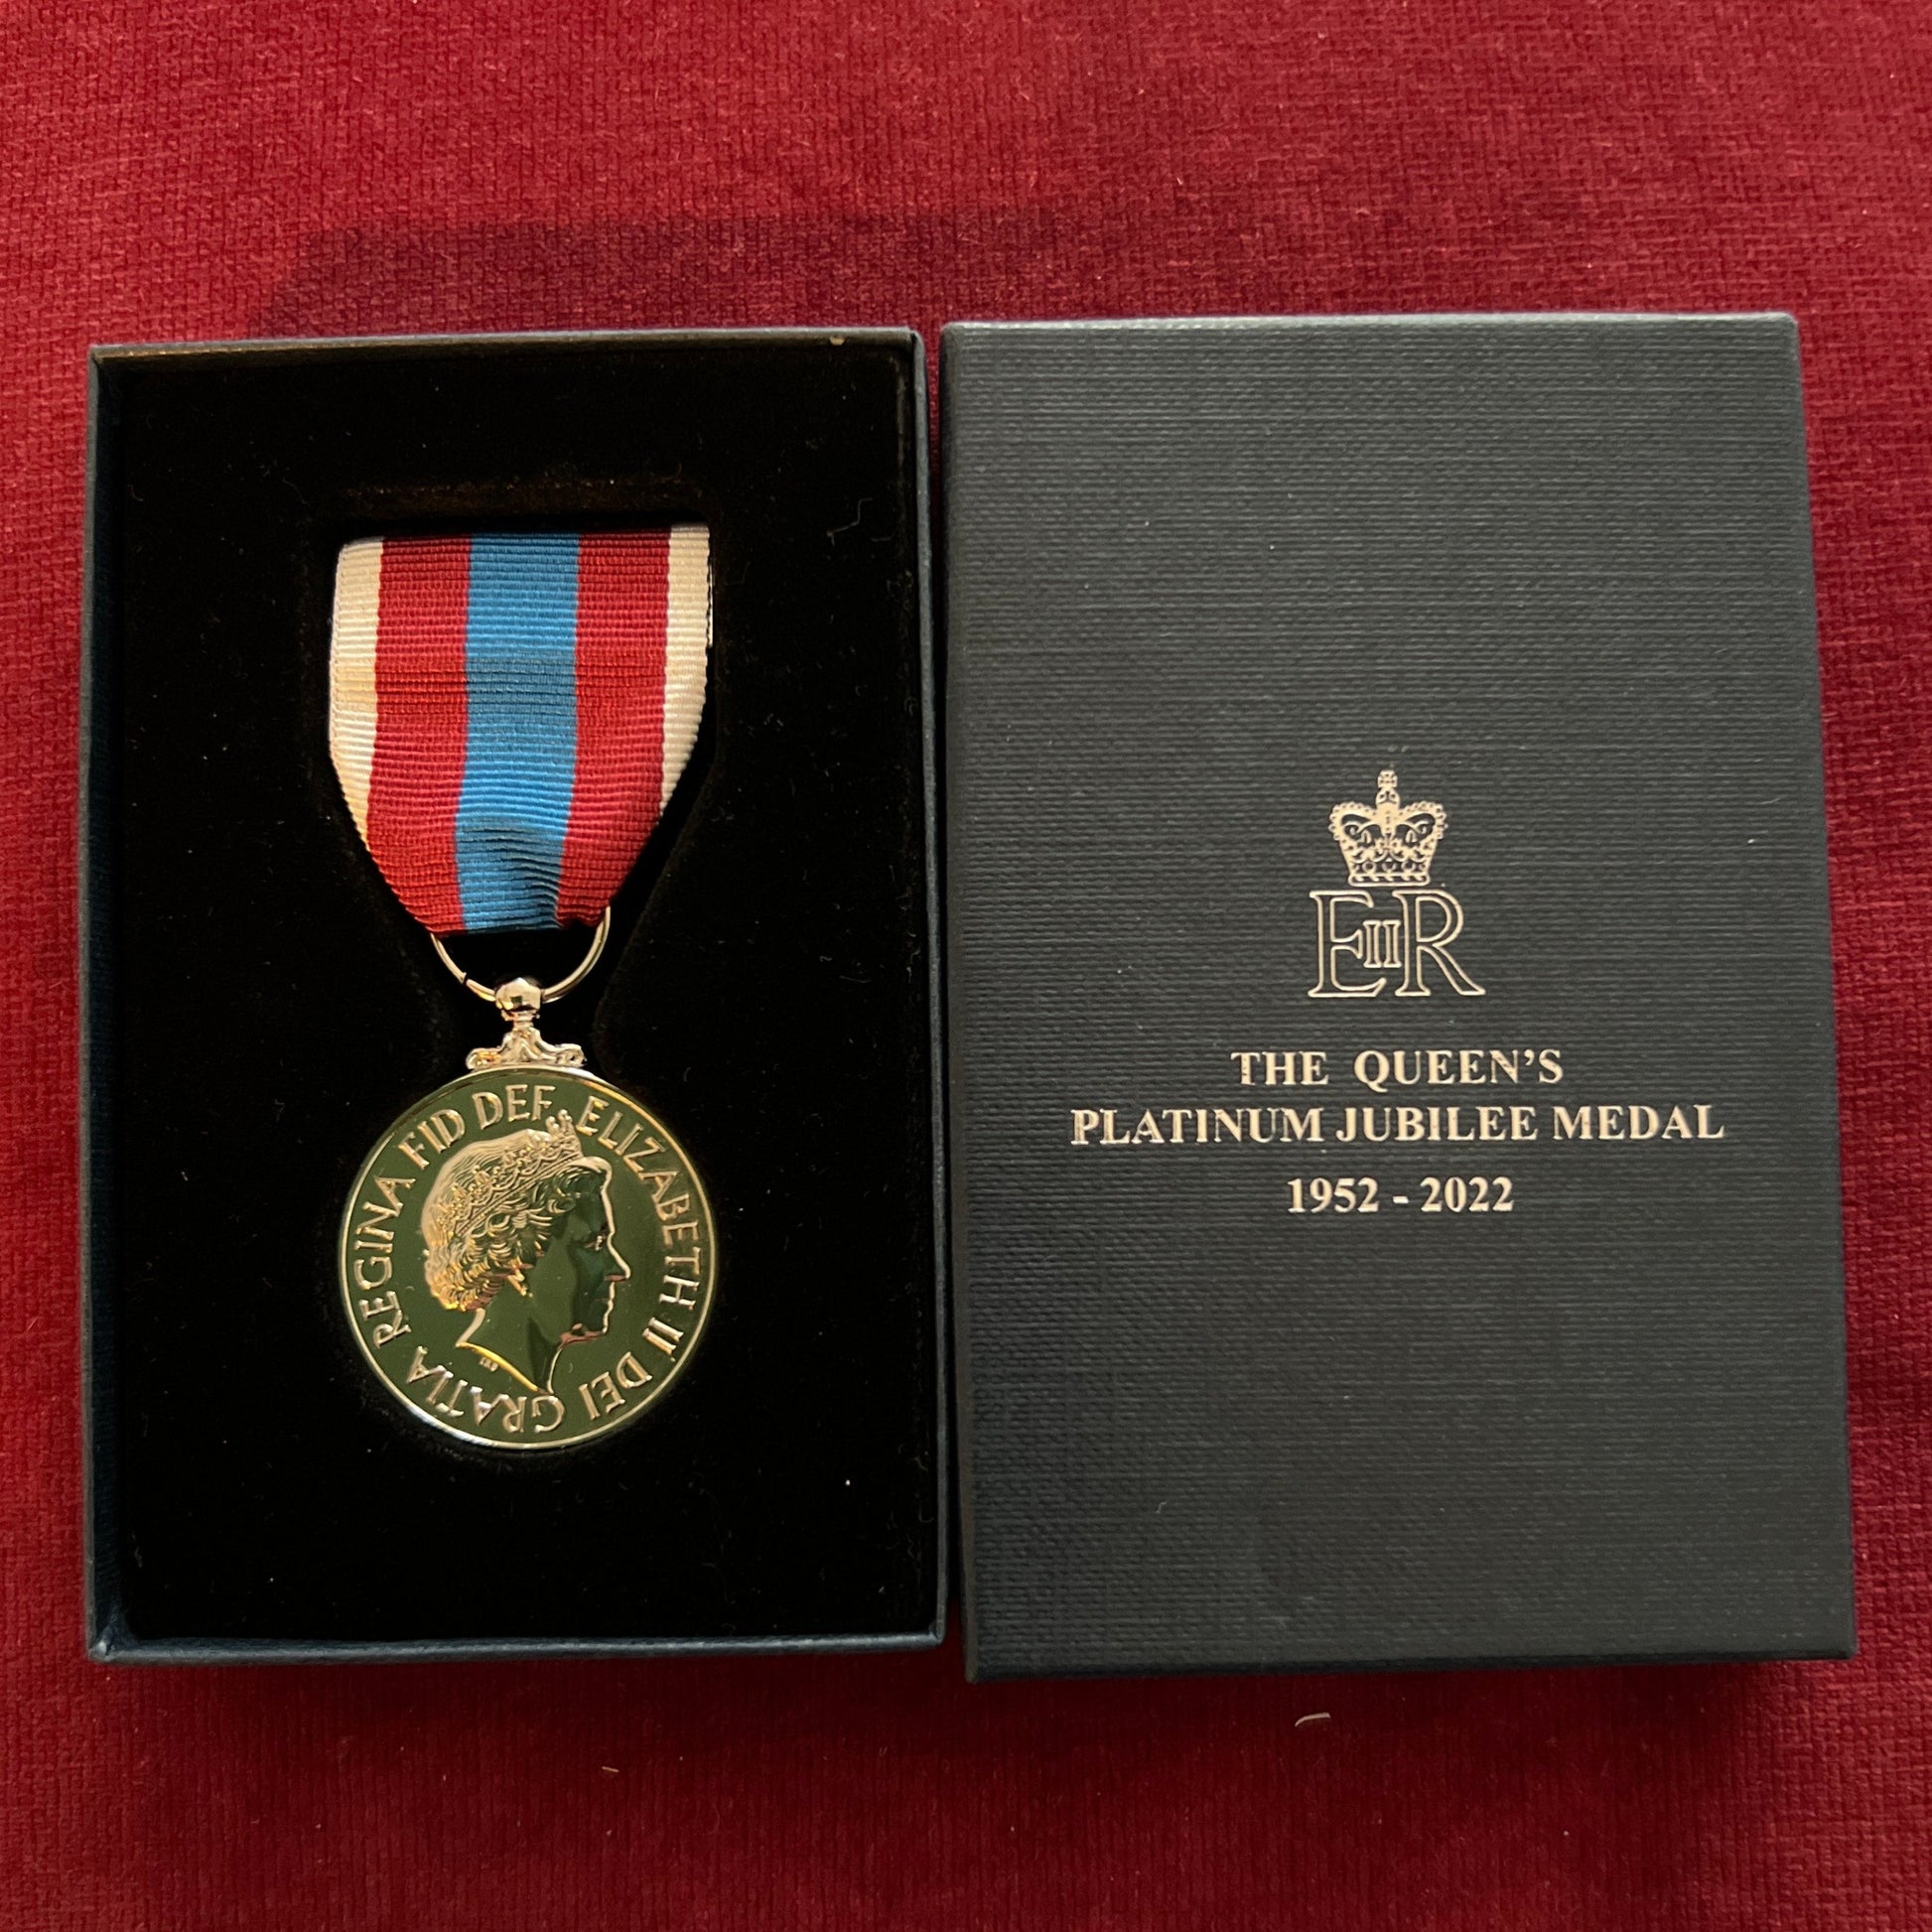 ELIZABETH II DEI GRATIA REGINA FID DEF
EIIR
THE QUEEN'S
PLATINUM JUBILEE MEDAL
1952 - 2022